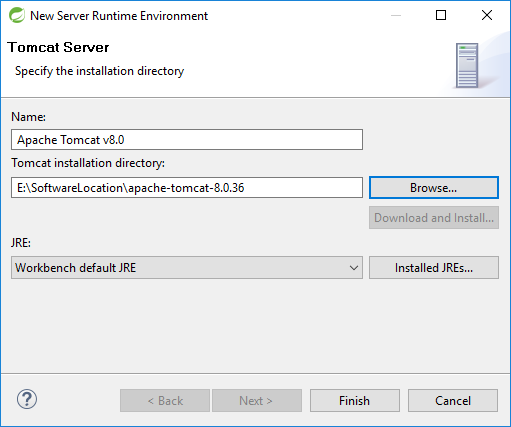 New Server Runtime Environment
Tomcat Server
Specify the installation directory
Name:
Apache Tomcat v8.0
Tomcat installation directory:
E:\SoftwareLocation\apache-tomcat-8.0.36
Browse...
Download and Install...
JRE:
Workbench default JRE
Installed JREs...
?
< Back
Next >
Finish
Cancel